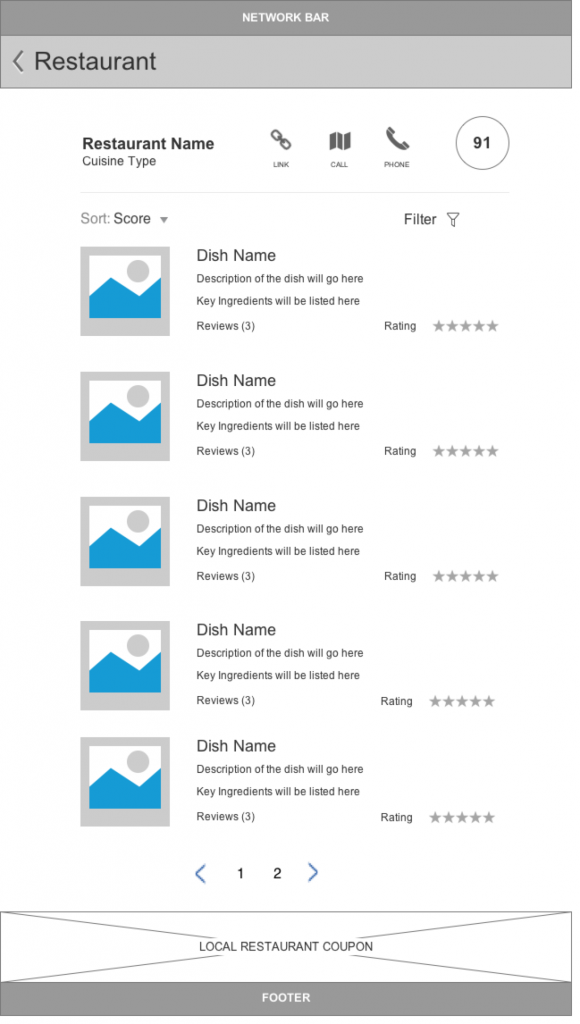 NETWORK BAR
Restaurant
Restaurant Name
Cuisine Type
LINK
CALL
PHONE
91
Sort: Score
Filter
Dish Name
Description of the dish will go here
Key Ingredients will be listed here
Reviews (3)
Rating
Dish Name
Description of the dish will go here
Key Ingredients will be listed here
Reviews (3)
Rating
Dish Name
Description of the dish will go here
Key Ingredients will be listed here
Reviews (3)
Rating
Dish Name
Description of the dish will go here
Key Ingredients will be listed here
Reviews (3)
Rating
Dish Name
Description of the dish will go here
Key Ingredients will be listed here
Reviews (3)
Rating
1 2
LOCAL RESTAURANT COUPON
FOOTER